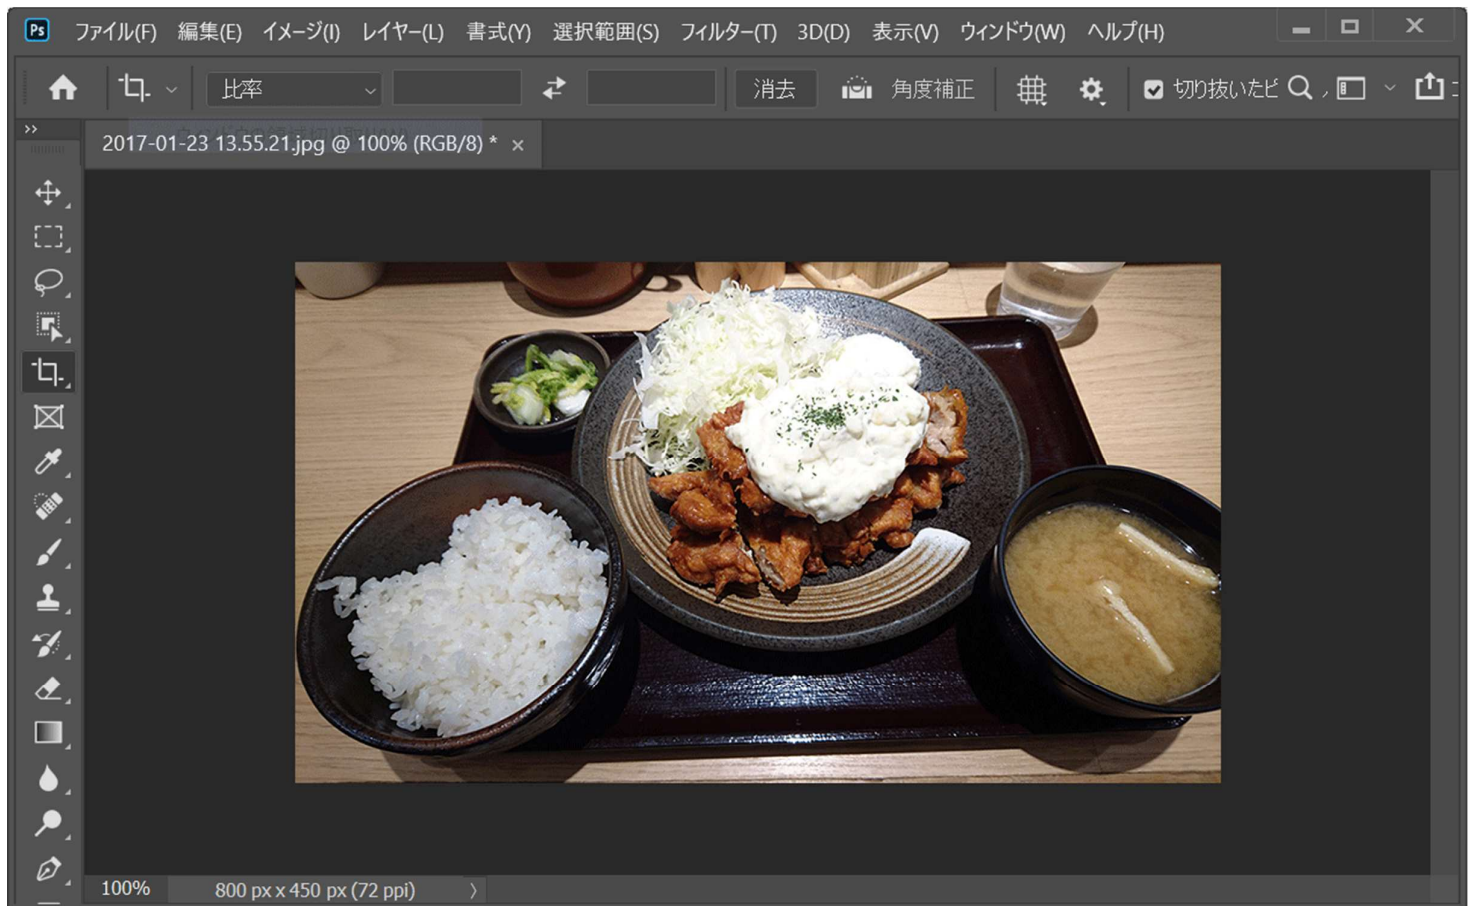 Ps ファイル(F) 編集(E) イメージ(I) レイヤー(L) 書式(Y) 選択範囲(S) フィルター(T) 3D(D) 表示(V) ウィンドウ(W) ヘルプ(H)
比率 消去 角度補正 切り抜いたピ
2017-01-23 13.55.21.jpg @ 100% (RGB/8) *
100% 800 px x 450 px (72 ppi)